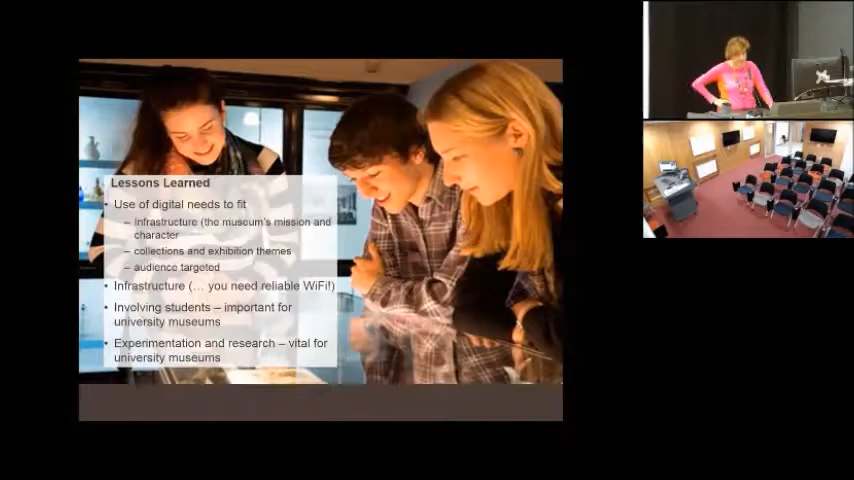 Lessons Learned
• Use of digital needs to fit
– Infrastructure (the museum's mission and
character
– collections and exhibition themes
– audience targeted
• Infrastructure (... you need reliable WiFi!)
• Involving students – important for
university museums
• Experimentation and research – vital for
university museums